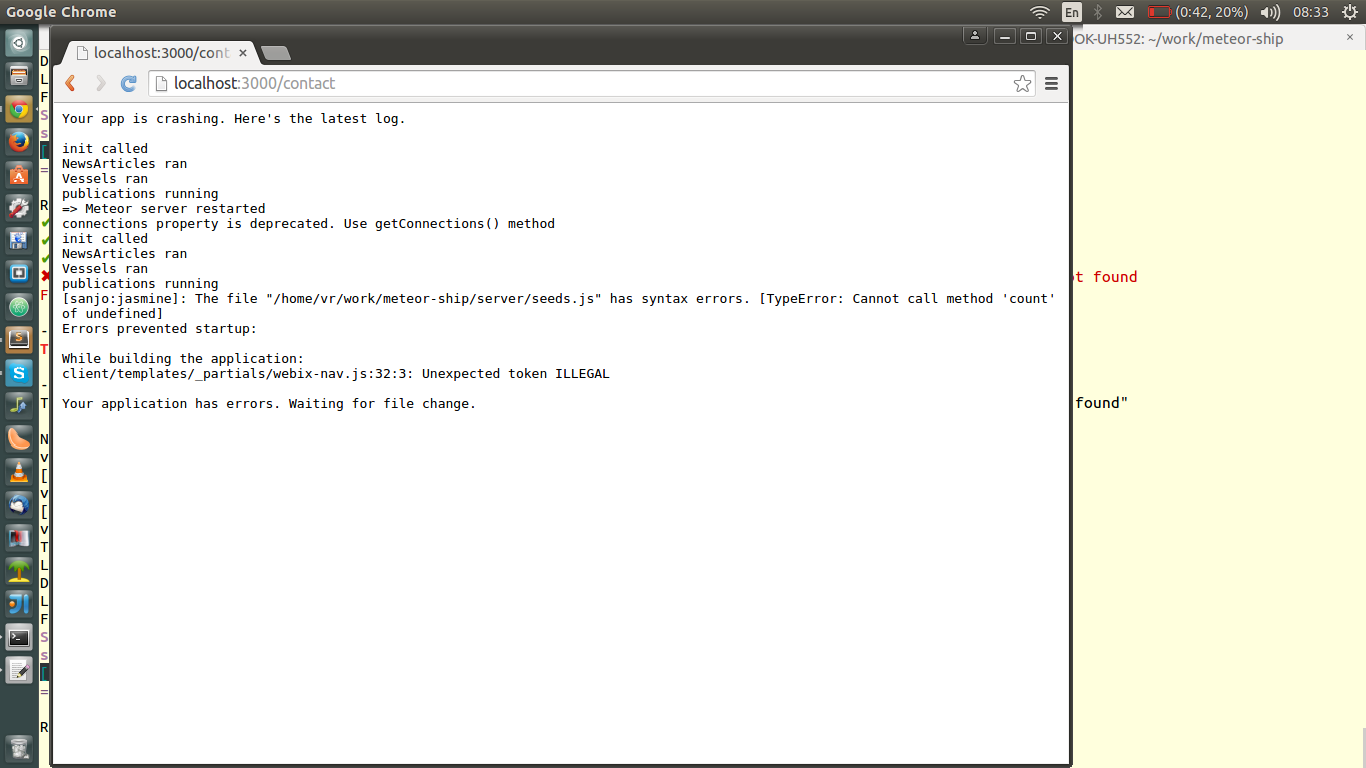 Google Chrome
En
(0:42, 20%)
08:33
localhost:3000/cont
OK-UH552: ~/work/meteor-ship
localhost:3000/contact
Your app is crashing. Here's the latest log.
init called
NewsArticles ran
Vessels ran
publications running
=> Meteor server restarted
connections property is deprecated. Use getConnections() method
init called
NewsArticles ran
Vessels ran
publications running
[sanjo:jasmine]: The file "/home/vr/work/meteor-ship/server/seeds.js" has syntax errors. [TypeError: Cannot call method 'count'
of undefined]
Errors prevented startup:
While building the application:
client/templates/_partials/webix-nav.js:32:3: Unexpected token ILLEGAL
Your application has errors. Waiting for file change.
t found
found"
D
L
F
S
s
[
=
R
F
-
T
-
T
N
v
[
v
[
v
T
L
D
L
F
S
s
[
=
R